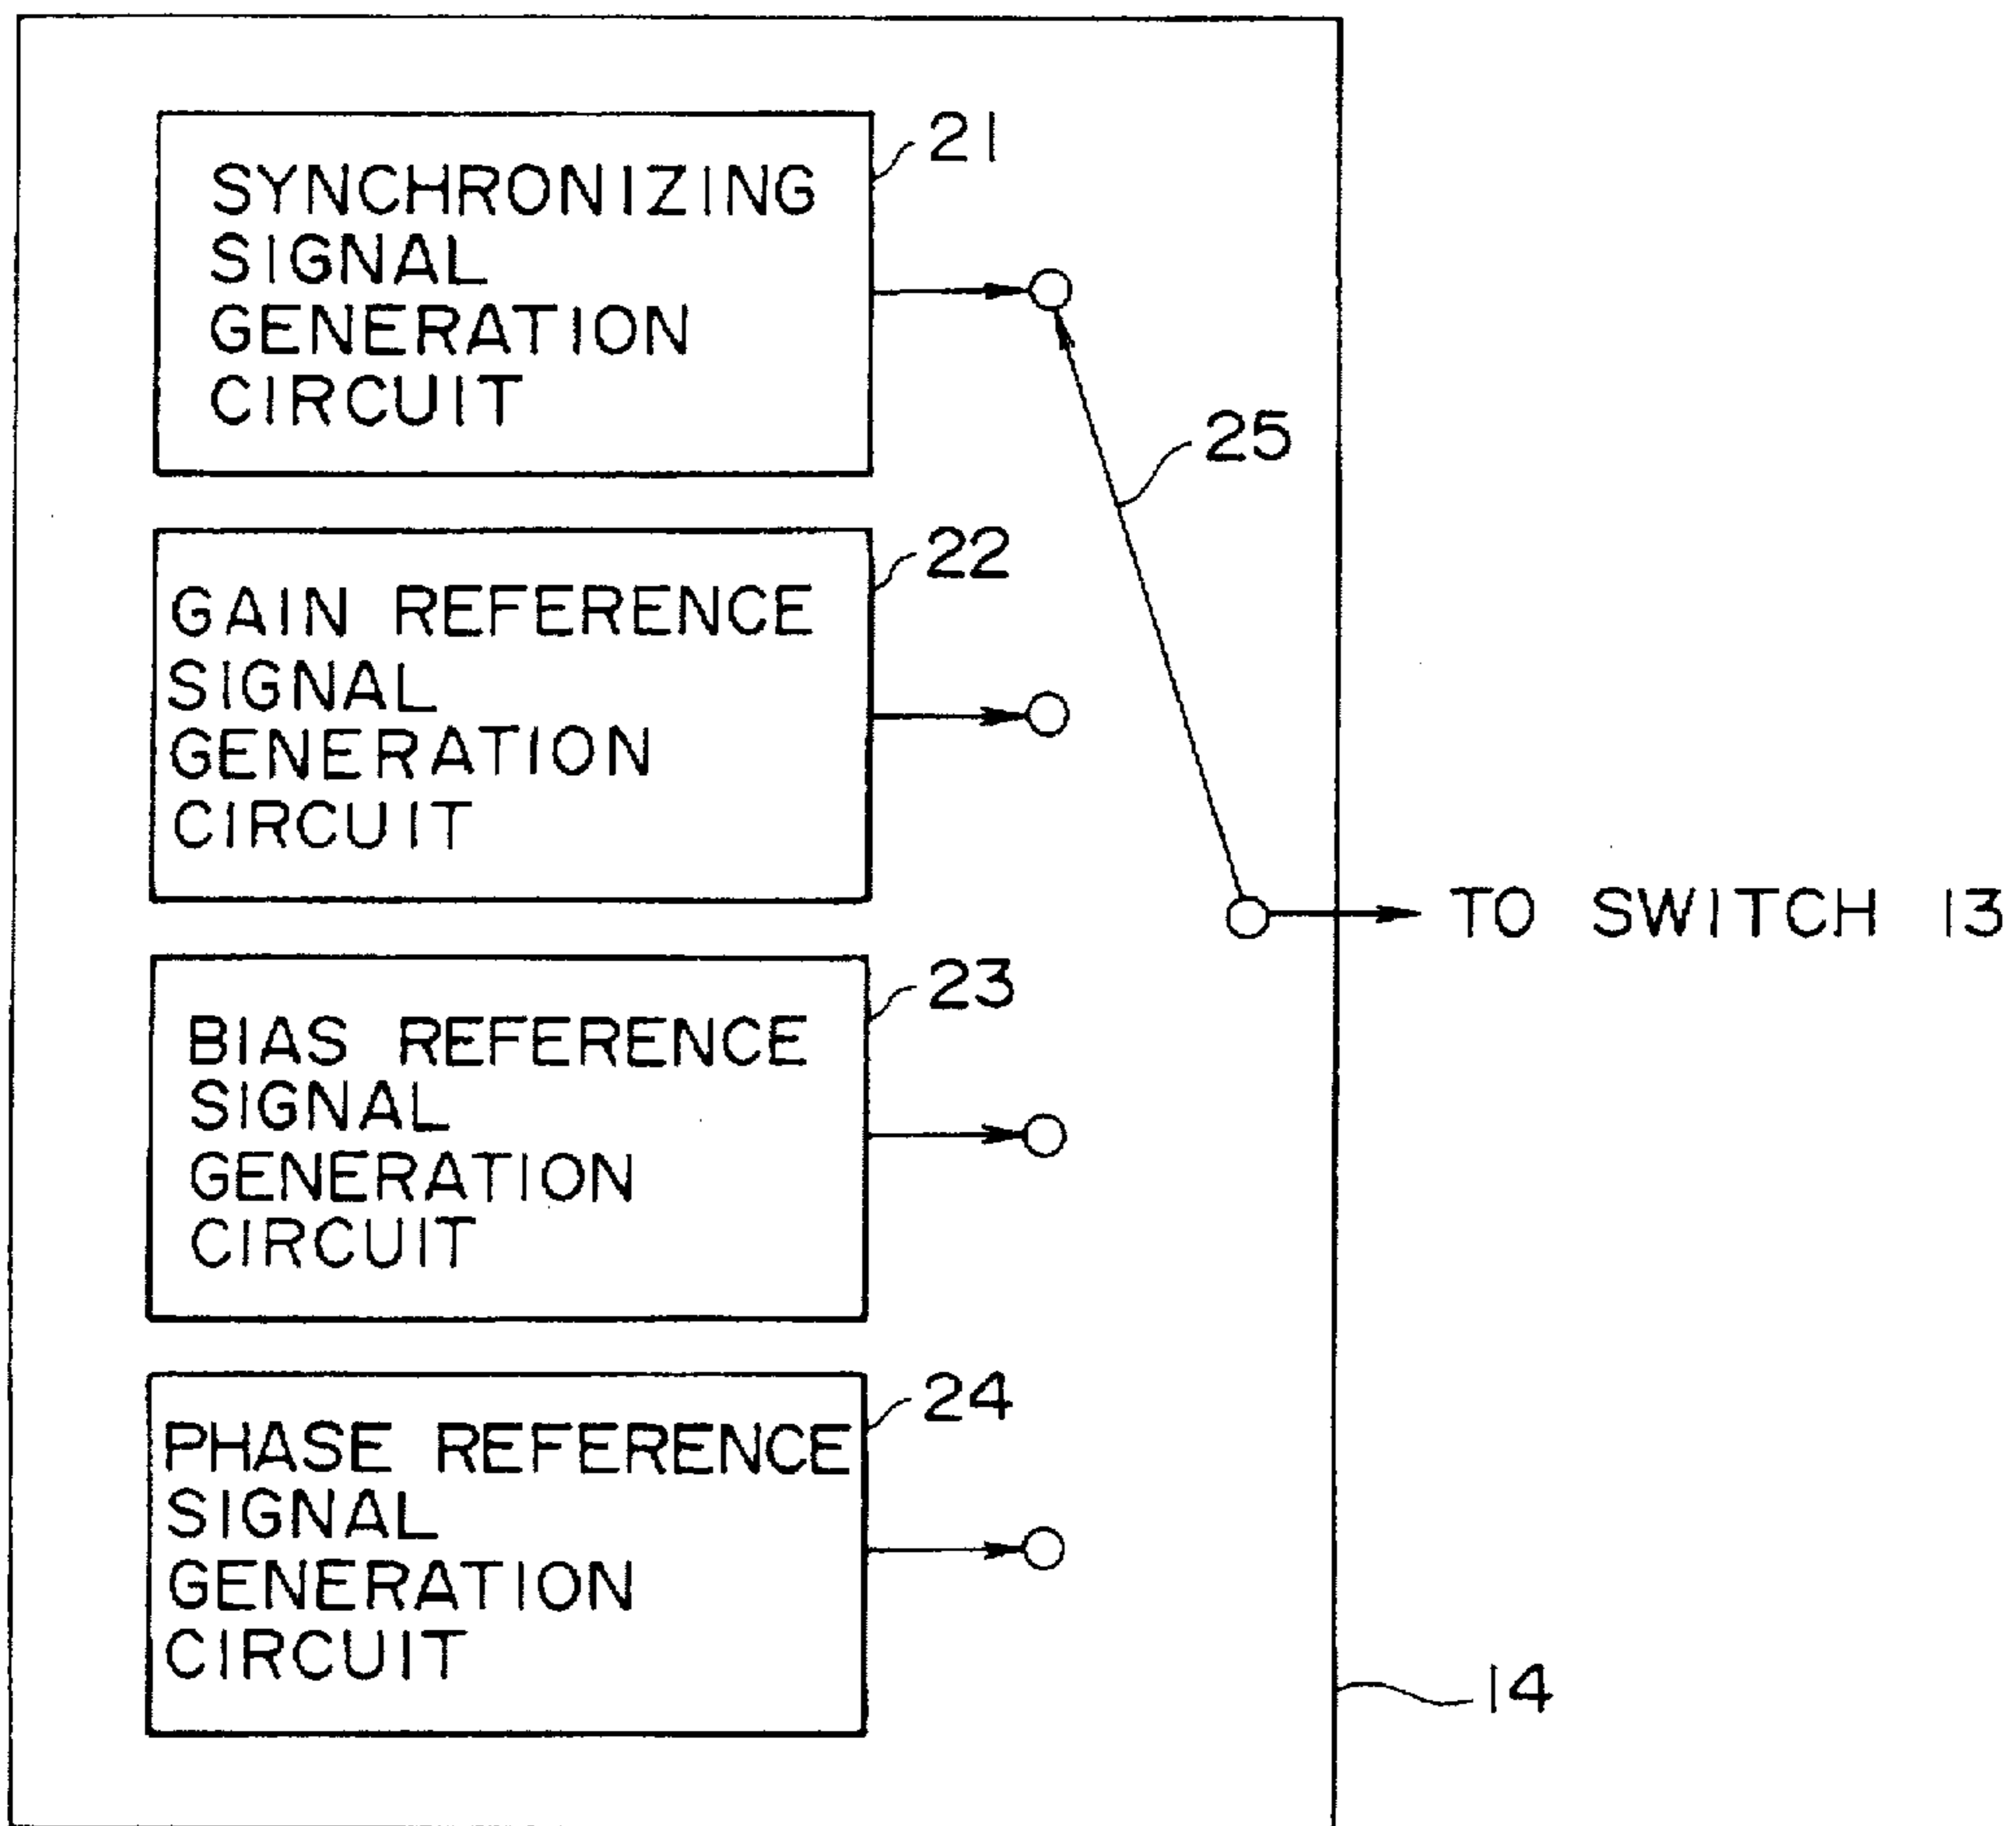 21
SYNCHRONIZING
SIGNAL
GENERATION
CIRCUIT
25
22
GAIN REFERENCE
SIGNAL
GENERATION
CIRCUIT
TO SWITCH 13
23
BIAS REFERENCE
SIGNAL
GENERATION
CIRCUIT
24
PHASE REFERENCE
SIGNAL
GENERATION
CIRCUIT
14